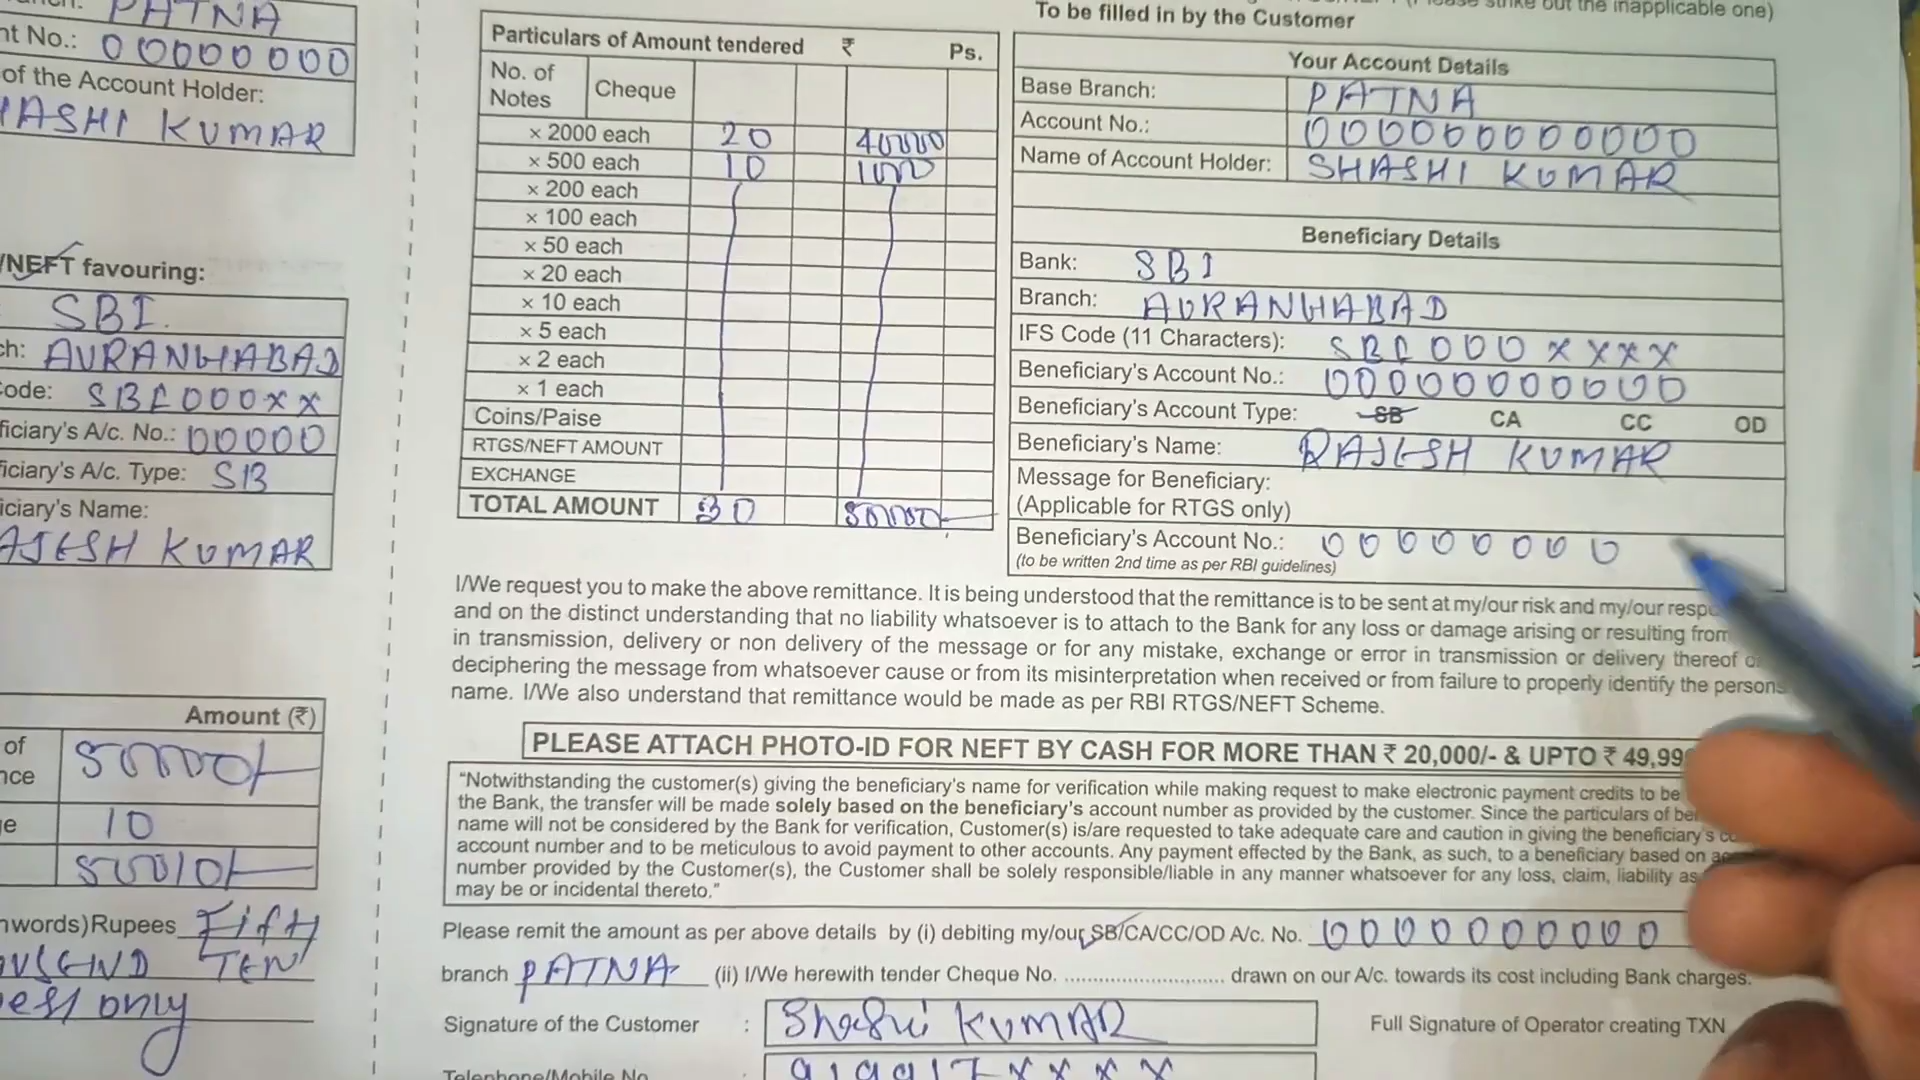 PATNA
nt No.: 00000000
of the Account Holder:
HASHI KUMAR
/NEFT favouring:
SBI.
ch: AURANGABAD
ode: SBI000XX
ficiary's A/c. No.: 00000
ficiary's A/c. Type: SB
iciary's Name:
AJESH KUMAR
Amount (₹)
of
nce 50000/-
e 10
50010/-
nwords) Rupees Fifty
TEN
only
Particulars of Amount tendered ₹ Ps.
No. of Notes Cheque
× 2000 each 20 40000
× 500 each 10
× 200 each
× 100 each
× 50 each
× 20 each
× 10 each
× 5 each
× 2 each
× 1 each
Coins/Paise
RTGS/NEFT AMOUNT
EXCHANGE
TOTAL AMOUNT 30 50000/-
strike out the inapplicable one)
To be filled in by the Customer
Your Account Details
Base Branch: PATNA
Account No.: 00000000000
Name of Account Holder: SHASHI KUMAR
Beneficiary Details
Bank: SBI
Branch: AURANGABAD
IFS Code (11 Characters): SBI000XXXX
Beneficiary's Account No.: 00000000000
Beneficiary's Account Type: SB CA CC OD
Beneficiary's Name: RAJESH KUMAR
Message for Beneficiary:
(Applicable for RTGS only)
Beneficiary's Account No.: 00000000
(to be written 2nd time as per RBI guidelines)
I/We request you to make the above remittance. It is being understood that the remittance is to be sent at my/our risk and my/our respo
and on the distinct understanding that no liability whatsoever is to attach to the Bank for any loss or damage arising or resulting from
in transmission, delivery or non delivery of the message or for any mistake, exchange or error in transmission or delivery thereof o
deciphering the message from whatsoever cause or from its misinterpretation when received or from failure to properly identify the persons
name. I/We also understand that remittance would be made as per RBI RTGS/NEFT Scheme.
PLEASE ATTACH PHOTO-ID FOR NEFT BY CASH FOR MORE THAN ₹ 20,000/- & UPTO ₹ 49,99
"Notwithstanding the customer(s) giving the beneficiary's name for verification while making request to make electronic payment credits to be
the Bank, the transfer will be made solely based on the beneficiary's account number as provided by the customer. Since the particulars of be
name will not be considered by the Bank for verification, Customer(s) is/are requested to take adequate care and caution in giving the beneficiary's
account number and to be meticulous to avoid payment to other accounts. Any payment effected by the Bank, as such, to a beneficiary based on
number provided by the Customer(s), the Customer shall be solely responsible/liable in any manner whatsoever for any loss, claim, liability as
may be or incidental thereto."
Please remit the amount as per above details by (i) debiting my/our SB/CA/CC/OD A/c. No. 0000000000
branch PATNA (ii) I/We herewith tender Cheque No. ............................ drawn on our A/c. towards its cost including Bank charges.
Signature of the Customer : Shashi KUMAR Full Signature of Operator creating TXN
Telephone/Mobile No. : 919917XXXX